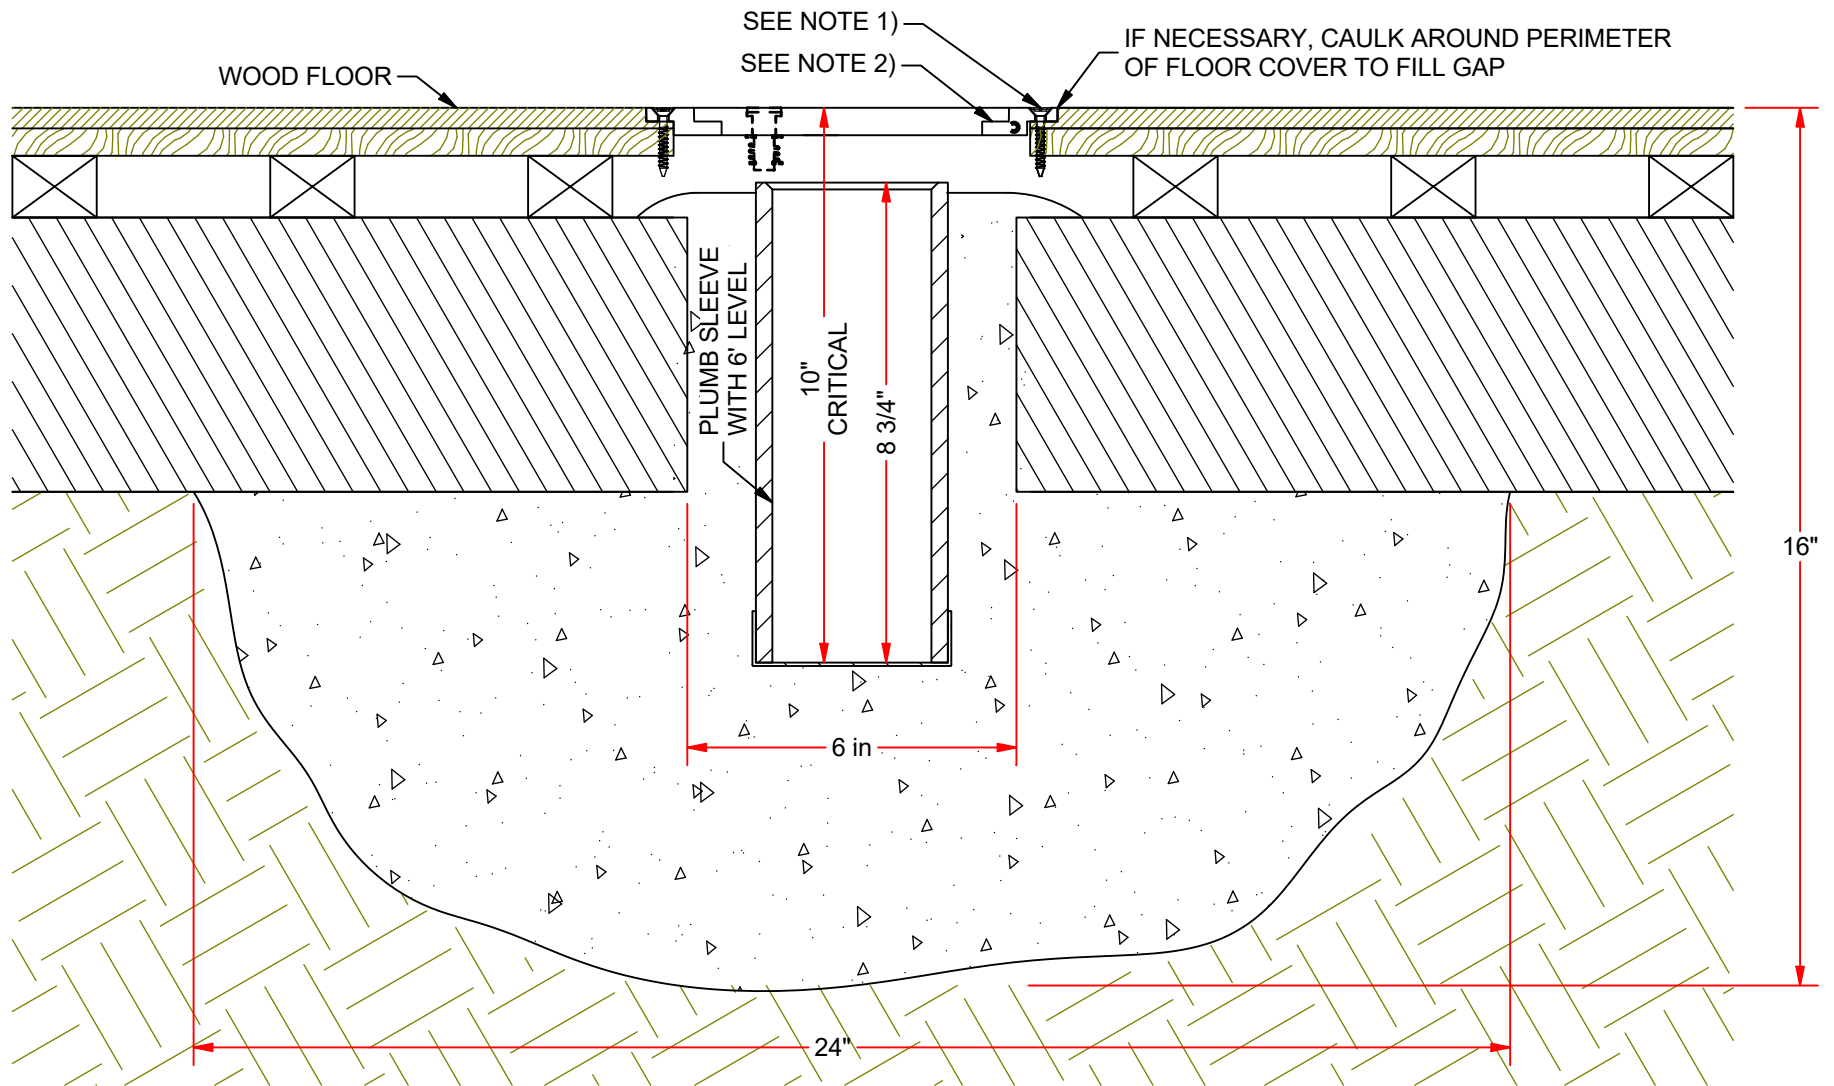 SEE NOTE 1)
SEE NOTE 2)
IF NECESSARY, CAULK AROUND PERIMETER
OF FLOOR COVER TO FILL GAP
WOOD FLOOR
PLUMB SLEEVE
WITH 6' LEVEL
10"
CRITICAL
8 3/4"
16"
6 in
24"